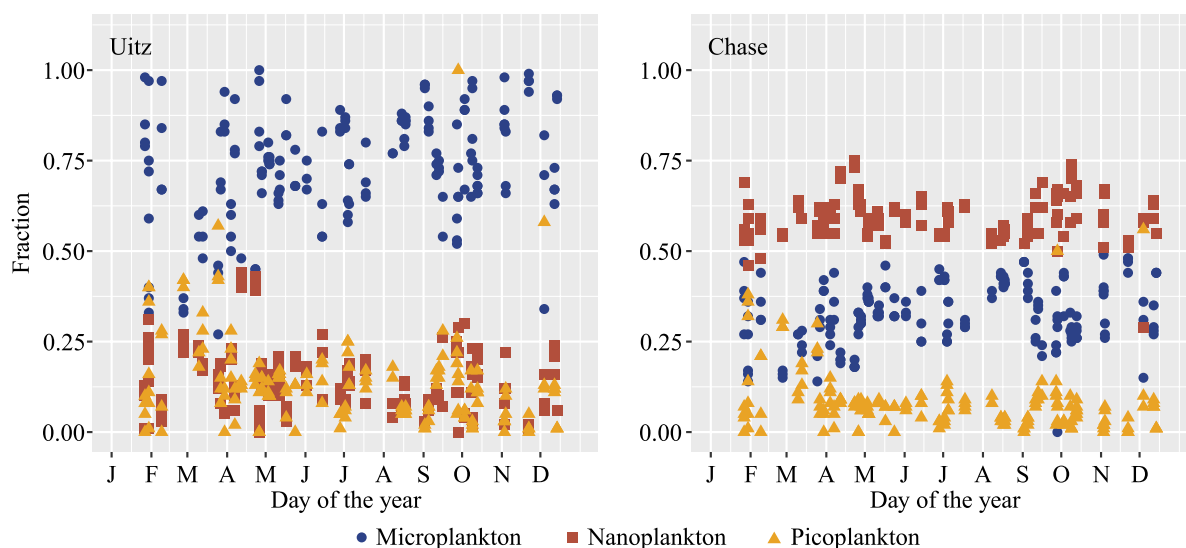 Uitz
Chase
1.00
0.75
0.50
0.25
0.00
Fraction
J F M A M J J A S O N D
Day of the year
1.00
0.75
0.50
0.25
0.00
J F M A M J J A S O N D
Day of the year
Microplankton Nanoplankton Picoplankton